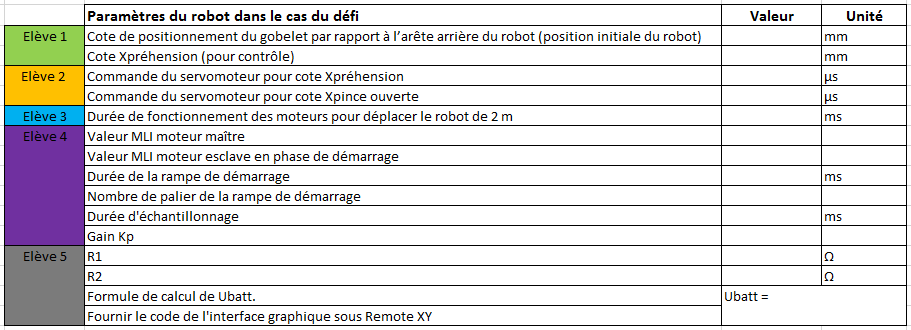 Paramètres du robot dans le cas du défi Valeur Unité
Elève 1 Cote de positionnement du gobelet par rapport à l’arête arrière du robot (position initiale du robot) mm
Cote Xpréhension (pour contrôle) mm
Elève 2 Commande du servomoteur pour cote Xpréhension µs
Commande du servomoteur pour cote Xpince ouverte µs
Elève 3 Durée de fonctionnement des moteurs pour déplacer le robot de 2 m ms
Elève 4 Valeur MLI moteur maître
Valeur MLI moteur esclave en phase de démarrage
Durée de la rampe de démarrage ms
Nombre de palier de la rampe de démarrage
Durée d'échantillonnage ms
Gain Kp
Elève 5 R1 Ω
R2 Ω
Formule de calcul de Ubatt. Ubatt =
Fournir le code de l'interface graphique sous Remote XY